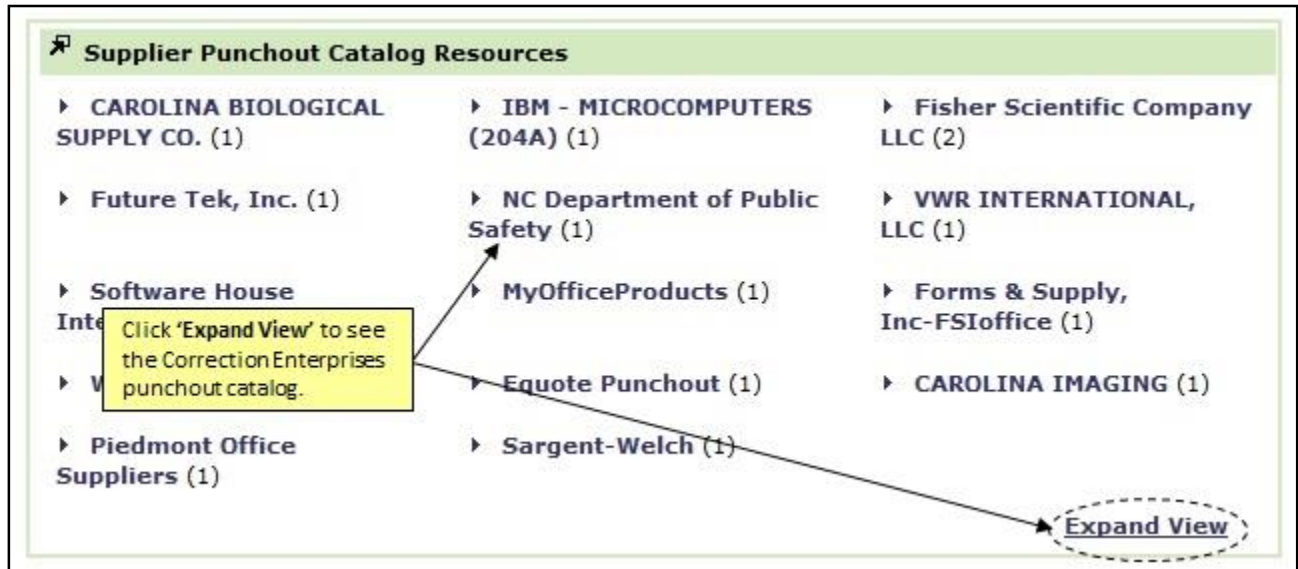 Supplier Punchout Catalog Resources
CAROLINA BIOLOGICAL
SUPPLY CO. (1)
IBM - MICROCOMPUTERS
(204A) (1)
Fisher Scientific Company
LLC (2)
Future Tek, Inc. (1)
NC Department of Public
Safety (1)
VWR INTERNATIONAL,
LLC (1)
Software House
MyOfficeProducts (1)
Forms & Supply,
Inc-FSIoffice (1)
Click 'Expand View' to see
the Correction Enterprises
punchout catalog.
Equote Punchout (1)
CAROLINA IMAGING (1)
Piedmont Office
Suppliers (1)
Sargent-Welch (1)
Expand View